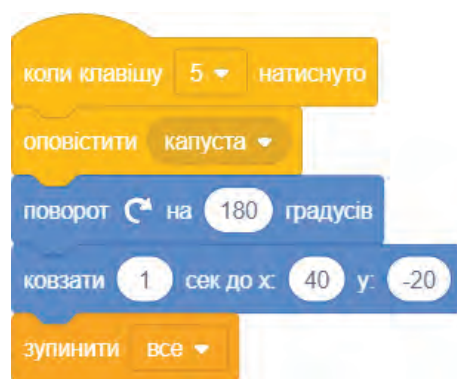 коли клавішу 5 натиснуто
оповістити капуста
поворот на 180 градусів
ковзати 1 сек до x: 40 y: -20
зупинити все